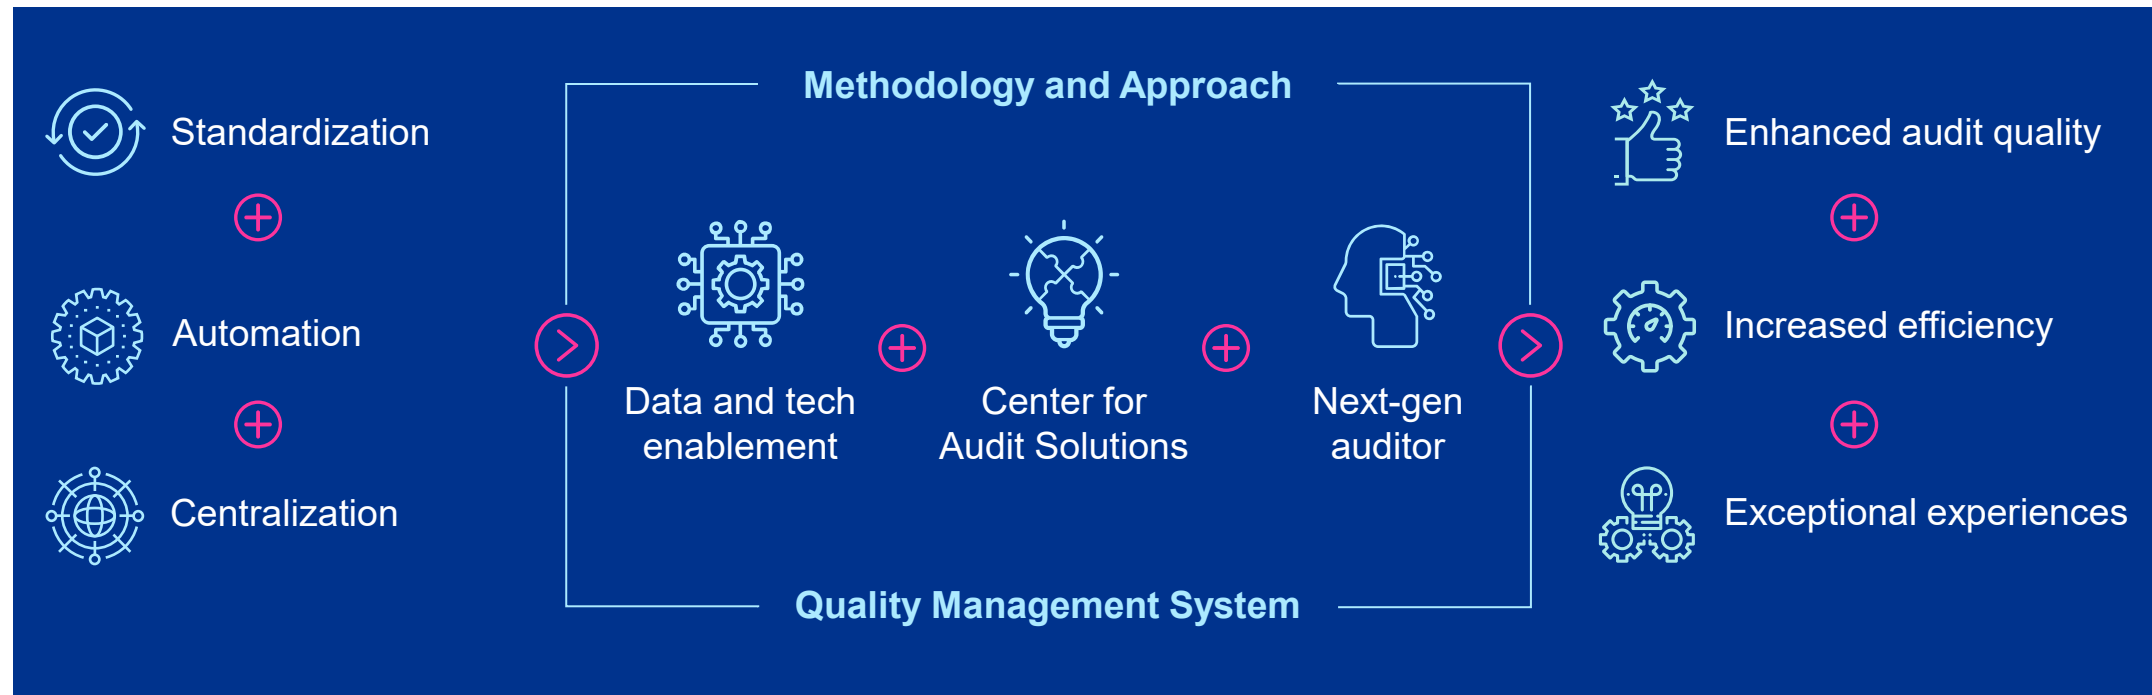 Standardization
Automation
Centralization
Methodology and Approach
Data and tech
enablement
Center for
Audit Solutions
Next-gen
auditor
Quality Management System
Enhanced audit quality
Increased efficiency
Exceptional experiences